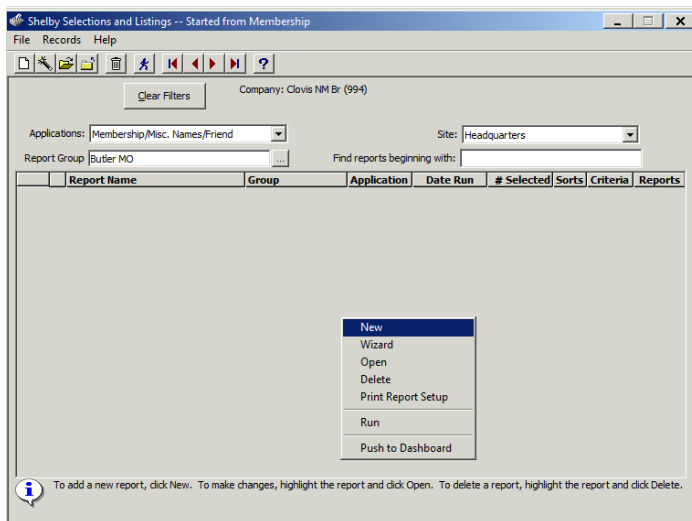 Shelby Selections and Listings -- Started from Membership
File Records Help
?
Clear Filters
Company: Clovis NM Br (994)
Applications: Membership/Misc. Names/Friend
Site: Headquarters
Report Group Butler MO ...
Find reports beginning with:
Report Name Group Application Date Run # Selected Sorts Criteria Reports
New
Wizard
Open
Delete
Print Report Setup
Run
Push to Dashboard
To add a new report, click New. To make changes, highlight the report and click Open. To delete a report, highlight the report and click Delete.